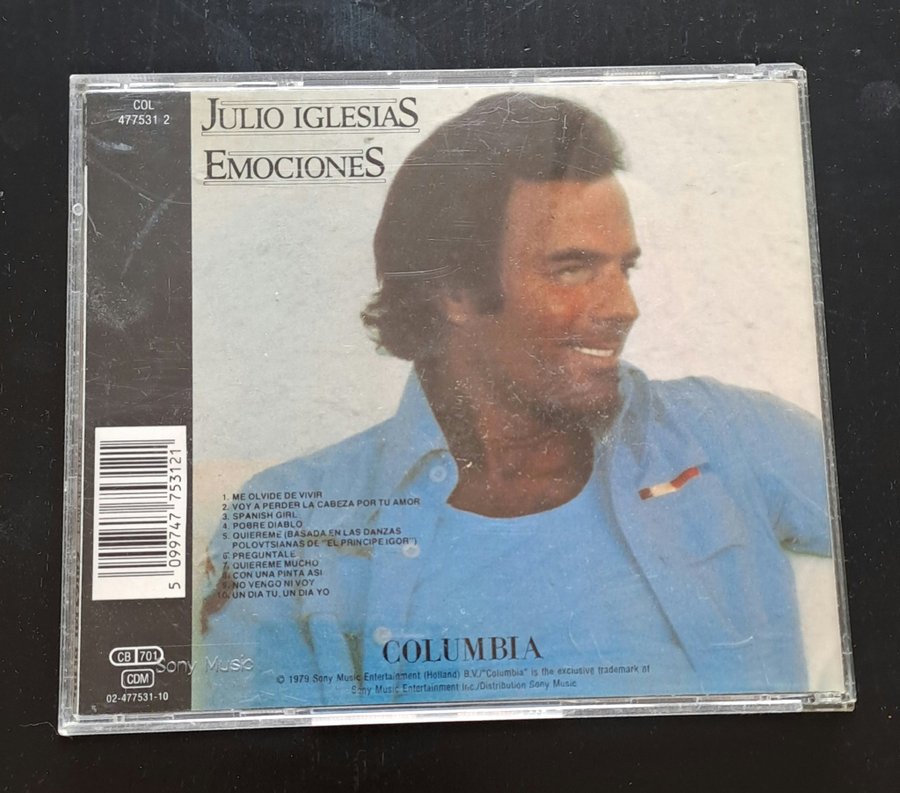 COL
477531 2
JULIO IGLESIAS
EMOCIONES
5 099747 753121
1. ME OLVIDE DE VIVIR
2. VOY A PERDER LA CABEZA POR TU AMOR
3. SPANISH GIRL
4. POBRE DIABLO
5. QUIEREME (BASADA EN LAS DANZAS
POLOVTSIANAS DE "EL PRINCIPE IGOR")
6. PREGUNTALE
7. QUIEREME MUCHO
8. CON UNA PINTA ASI
9. NO VENGO NI VOY
10. UN DIA TU, UN DIA YO
COLUMBIA
CB 701
Sony Music
CDM
02-477531-10
© 1979 Sony Music Entertainment (Holland) B.V./"Columbia" is the exclusive trademark of
Sony Music Entertainment Inc./Distribution Sony Music